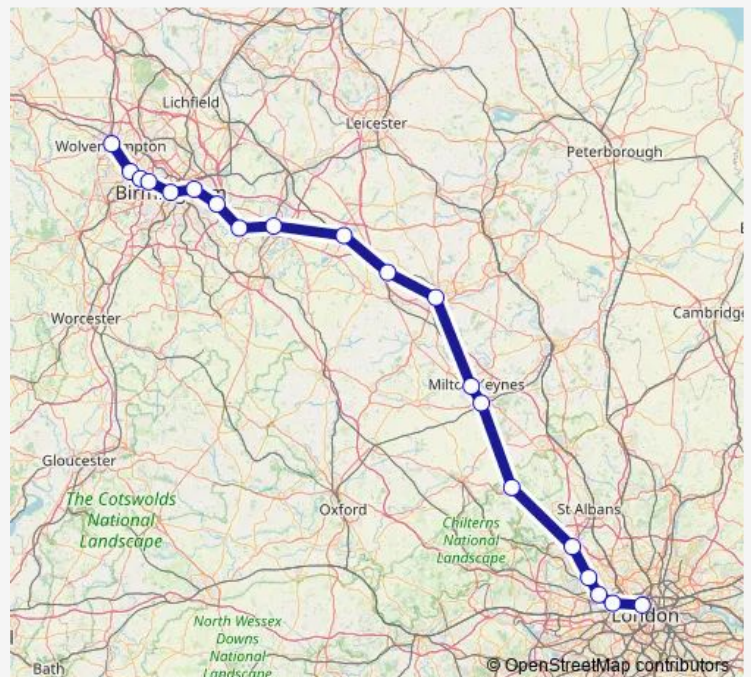 Lichfield
Leicester
Wolverhampton
Peterborough
Birmingham
Worcester
Cambridge
Milton Keynes
Gloucester
The Cotswolds
National
Landscape
Oxford
St Albans
Chilterns
National
Landscape
London
North Wessex
Downs
National
Landscape
Bath
© OpenStreetMap contributors